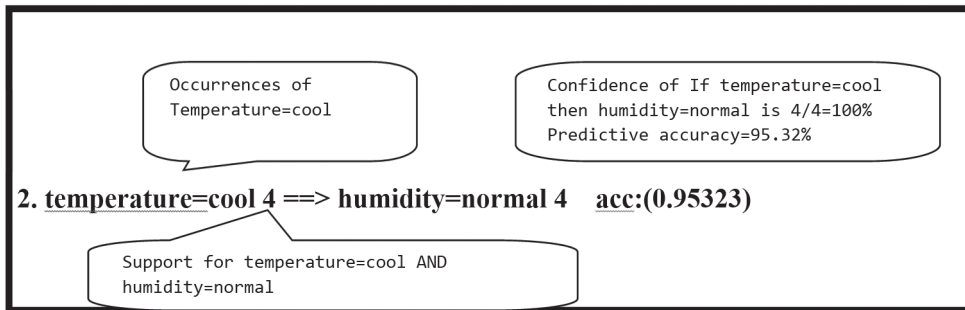 Occurrences of
Temperature=cool
Confidence of If temperature=cool
then humidity=normal is 4/4=100%
Predictive accuracy=95.32%
2. temperature=cool 4 ==> humidity=normal 4 acc:(0.95323)
Support for temperature=cool AND
humidity=normal